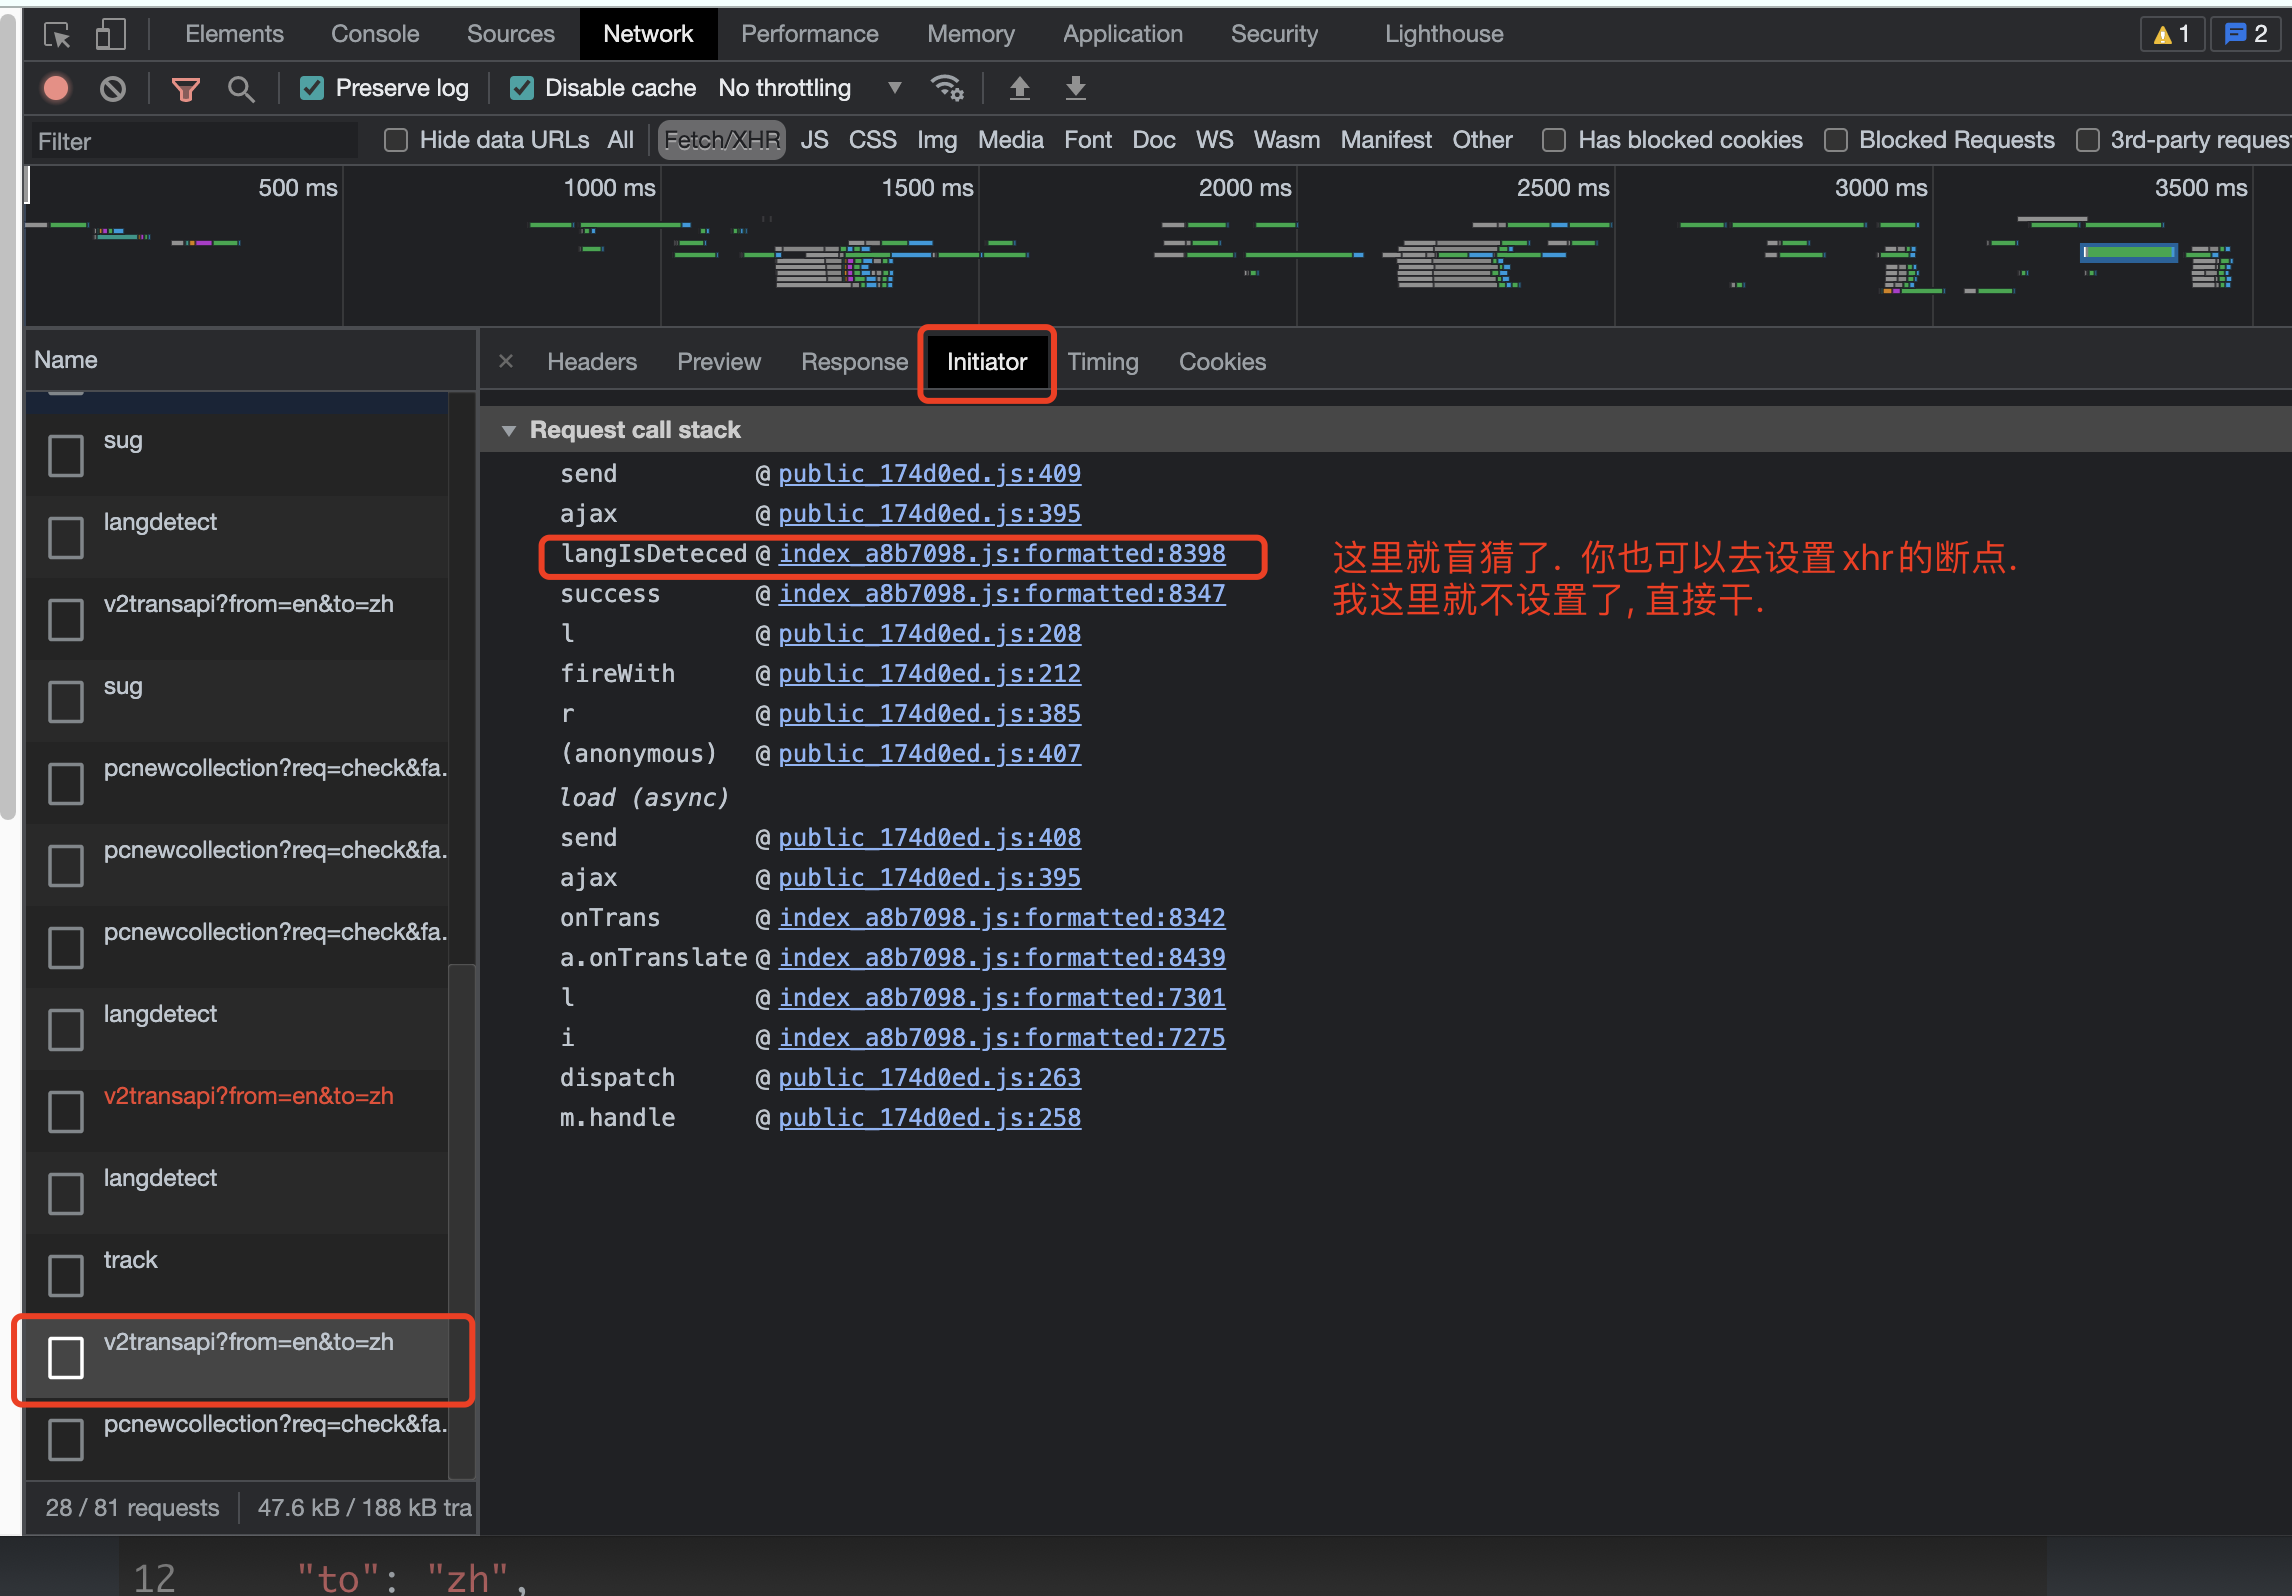 Elements Console Sources Network Performance Memory Application Security Lighthouse 1 2
Preserve log Disable cache No throttling
Filter Hide data URLs All Fetch/XHR JS CSS Img Media Font Doc WS Wasm Manifest Other Has blocked cookies Blocked Requests 3rd-party reques
500 ms 1000 ms 1500 ms 2000 ms 2500 ms 3000 ms 3500 ms
Name
sug
langdetect
v2transapi?from=en&to=zh
sug
pcnewcollection?req=check&fa.
pcnewcollection?req=check&fa.
pcnewcollection?req=check&fa.
langdetect
v2transapi?from=en&to=zh
langdetect
track
v2transapi?from=en&to=zh
pcnewcollection?req=check&fa.
28 / 81 requests 47.6 kB / 188 kB tra
× Headers Preview Response Initiator Timing Cookies
Request call stack
send @ public_174d0ed.js:409
ajax @ public_174d0ed.js:395
langIsDeteced @ index_a8b7098.js:formatted:8398
success @ index_a8b7098.js:formatted:8347
l @ public_174d0ed.js:208
fireWith @ public_174d0ed.js:212
r @ public_174d0ed.js:385
(anonymous) @ public_174d0ed.js:407
load (async)
send @ public_174d0ed.js:408
ajax @ public_174d0ed.js:395
onTrans @ index_a8b7098.js:formatted:8342
a.onTranslate @ index_a8b7098.js:formatted:8439
l @ index_a8b7098.js:formatted:7301
i @ index_a8b7098.js:formatted:7275
dispatch @ public_174d0ed.js:263
m.handle @ public_174d0ed.js:258
这里就盲猜了. 你也可以去设置xhr的断点.
我这里就不设置了, 直接干.
12 "to": "zh",